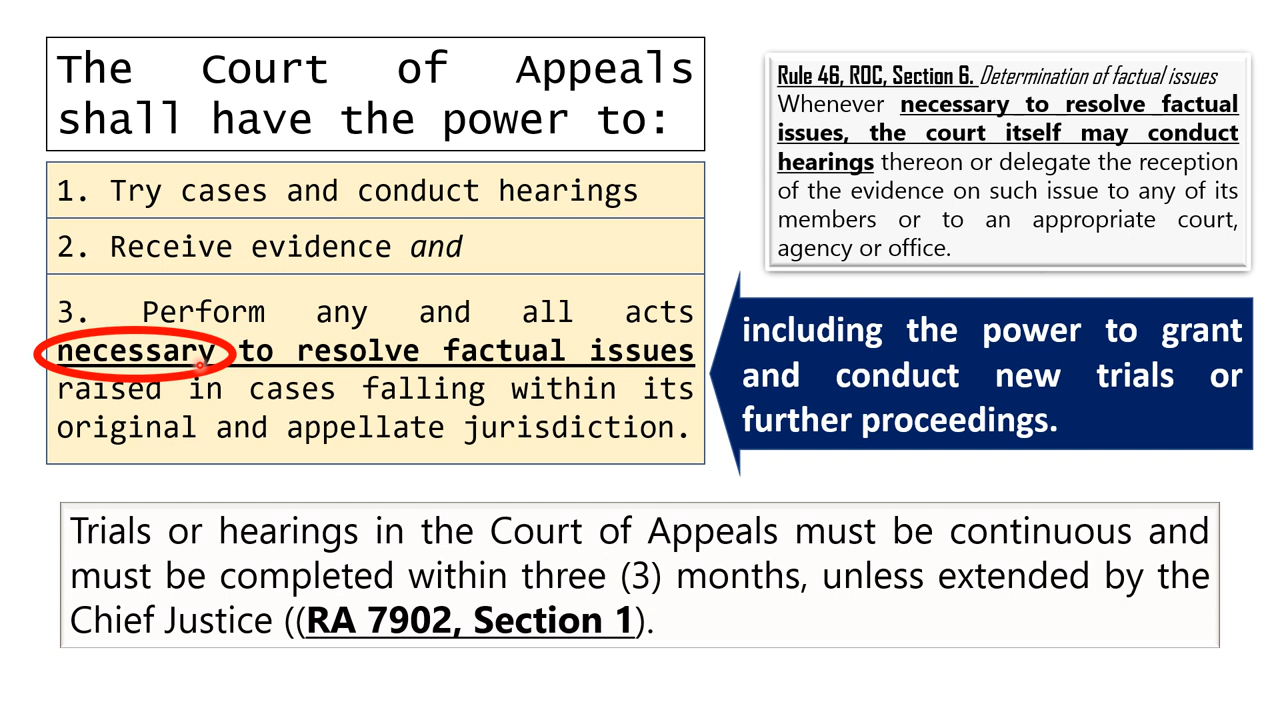 The Court of Appeals
shall have the power to:
1. Try cases and conduct hearings
2. Receive evidence and
3. Perform any and all acts
necessary to resolve factual issues
raised in cases falling within its
original and appellate jurisdiction.
Rule 46, ROC, Section 6. Determination of factual issues
Whenever necessary to resolve factual
issues, the court itself may conduct
hearings thereon or delegate the reception
of the evidence on such issue to any of its
members or to an appropriate court,
agency or office.
including the power to grant
and conduct new trials or
further proceedings.
Trials or hearings in the Court of Appeals must be continuous and
must be completed within three (3) months, unless extended by the
Chief Justice ((RA 7902, Section 1).